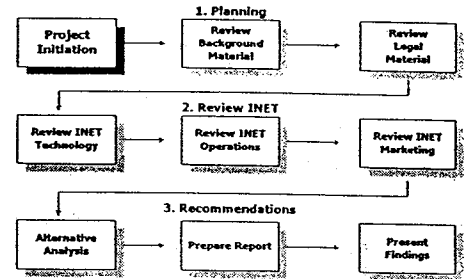 1. Planning
Project
Initiation
Review
Background
Material
Review
Legal
Material
2. Review INET
Review INET
Technology
Review INET
Operations
Review INET
Marketing
3. Recommendations
Alternative
Analysis
Prepare Report
Present
Findings